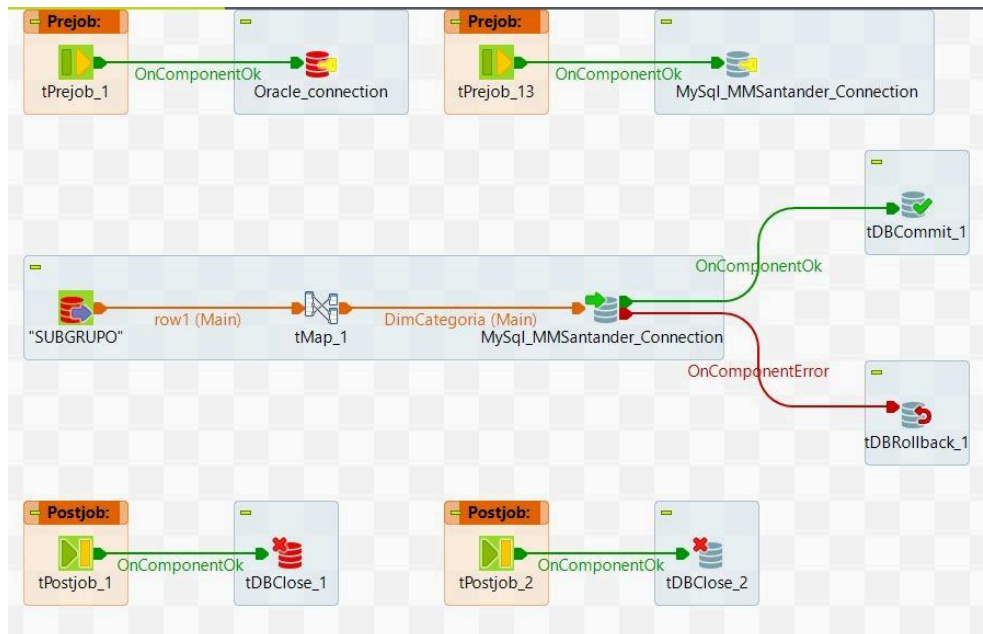 Prejob:
Prejob:
OnComponentOk
OnComponentOk
tPrejob_1
Oracle_connection
tPrejob_13
MySql_MMSantander_Connection
tDBCommit_1
OnComponentOk
row1 (Main)
DimCategoria (Main)
"SUBGRUPO"
tMap_1
MySql_MMSantander_Connection
OnComponentError
tDBRollback_1
Postjob:
Postjob:
OnComponentOk
OnComponentOk
tPostjob_1
tDBClose_1
tPostjob_2
tDBClose_2